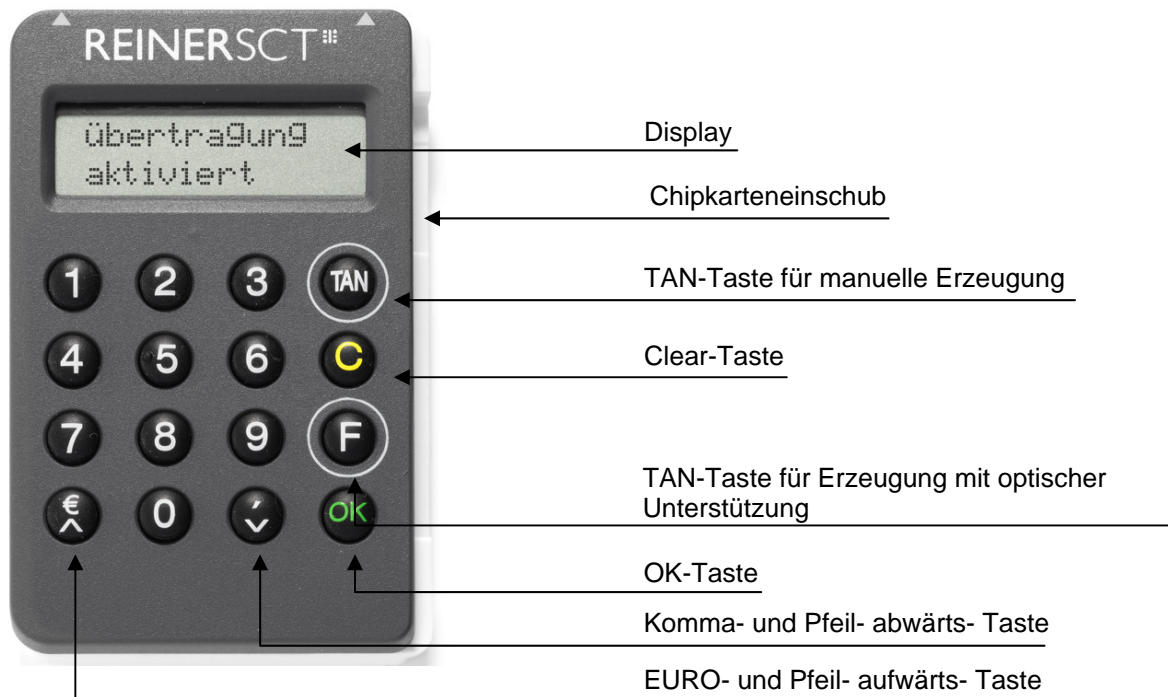 REINERSCT
übertragung
aktiviert
Display
Chipkarteneinschub
1 2 3 TAN
TAN-Taste für manuelle Erzeugung
4 5 6 C
Clear-Taste
7 8 9 F
TAN-Taste für Erzeugung mit optischer
Unterstützung
€ 0 , OK
OK-Taste
Komma- und Pfeil- abwärts- Taste
EURO- und Pfeil- aufwärts- Taste